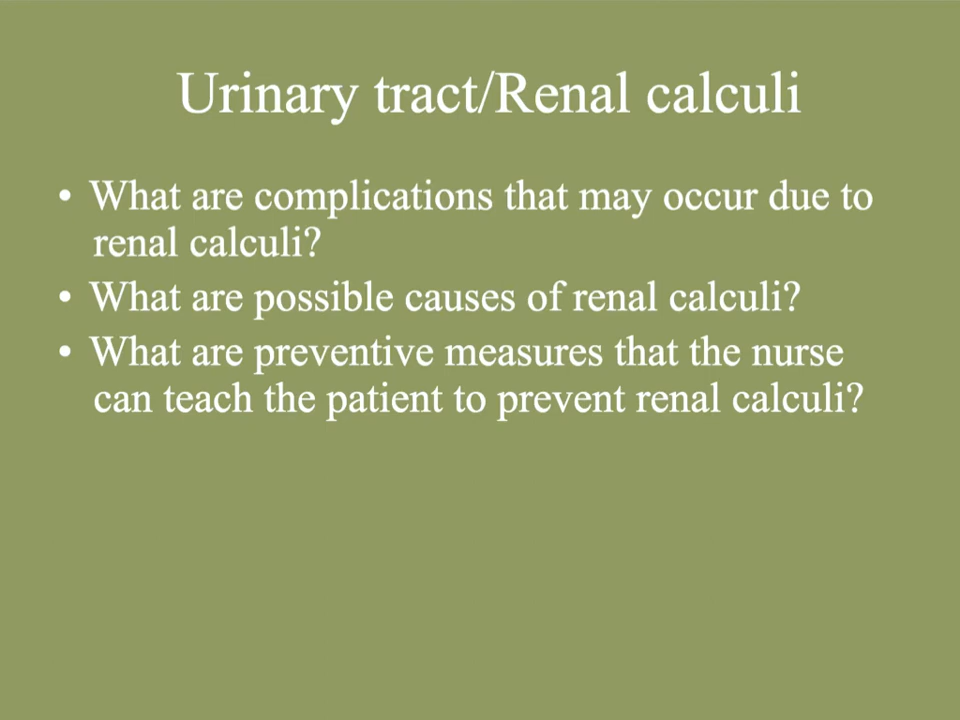 Urinary tract/Renal calculi
• What are complications that may occur due to
renal calculi?
• What are possible causes of renal calculi?
• What are preventive measures that the nurse
can teach the patient to prevent renal calculi?